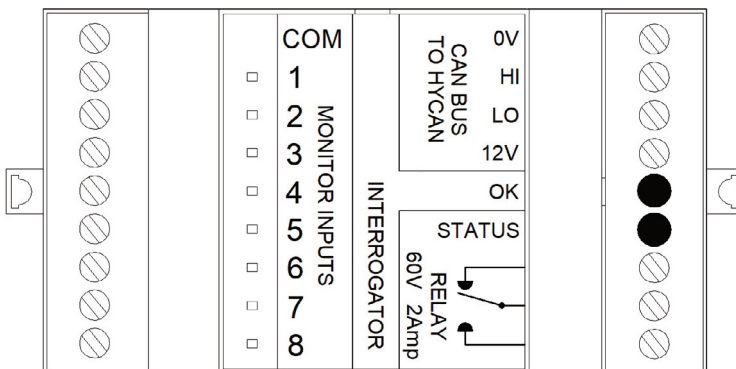 COM
1
2
3
4
5
6
7
8
MONITOR INPUTS
INTERROGATOR
CAN BUS
TO HYCAN
0V
HI
LO
12V
OK
STATUS
RELAY
60V 2Amp